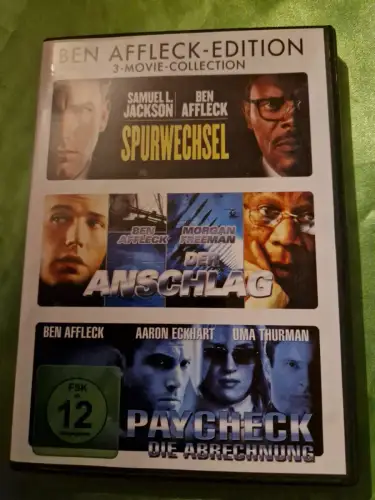 BEN AFFLECK-EDITION
3-MOVIE-COLLECTION
SAMUEL L. JACKSON
BEN AFFLECK
SPURWECHSEL
BEN AFFLECK
MORGAN FREEMAN
DER
ANSCHLAG
BEN AFFLECK AARON ECKHART UMA THURMAN
FSK
12
PAYCHECK
DIE ABRECHNUNG